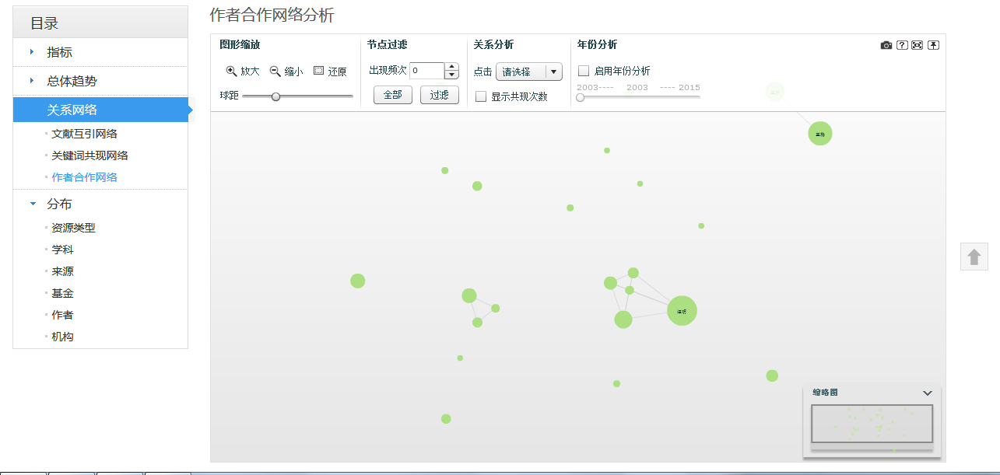 目录
指标
总体趋势
关系网络
文献互引网络
关键词共现网络
作者合作网络
分布
资源类型
学科
来源
基金
作者
机构
作者合作网络分析
图形缩放
放大 缩小 还原
球距
节点过滤
出现频次 0
全部 过滤
关系分析
点击 请选择
显示共现次数
年份分析
启用年份分析
2003---- 2003 ---- 2015
缩略图